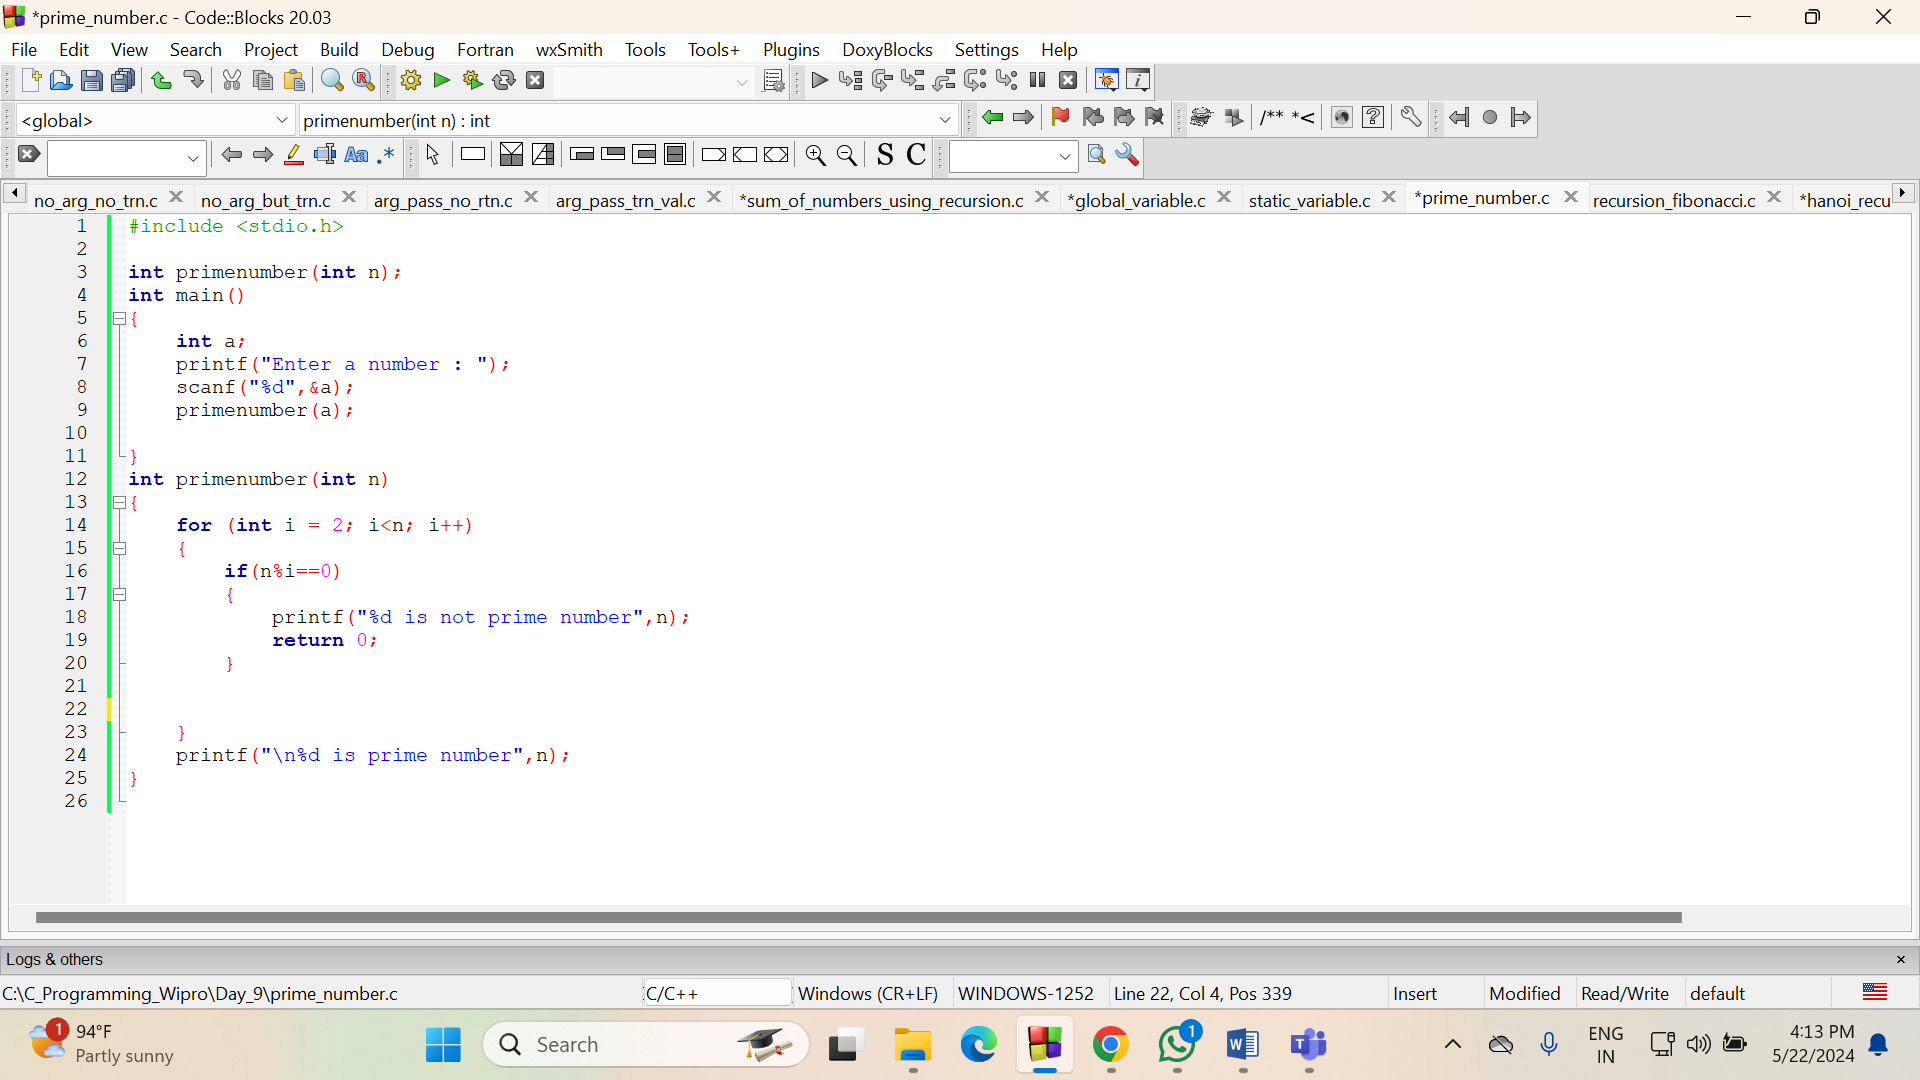 *prime_number.c - Code::Blocks 20.03
File Edit View Search Project Build Debug Fortran wxSmith Tools Tools+ Plugins DoxyBlocks Settings Help
<global> primenumber(int n) : int /** *<
Aa .* S C
no_arg_no_trn.c no_arg_but_trn.c arg_pass_no_rtn.c arg_pass_trn_val.c *sum_of_numbers_using_recursion.c *global_variable.c static_variable.c *prime_number.c recursion_fibonacci.c *hanoi_recu
1 #include <stdio.h>
2
3 int primenumber(int n);
4 int main()
5 {
6 int a;
7 printf("Enter a number : ");
8 scanf("%d",&a);
9 primenumber(a);
10
11 }
12 int primenumber(int n)
13 {
14 for (int i = 2; i<n; i++)
15 {
16 if(n%i==0)
17 {
18 printf("%d is not prime number",n);
19 return 0;
20 }
21
22
23 }
24 printf("\n%d is prime number",n);
25 }
26
Logs & others
C:\C_Programming_Wipro\Day_9\prime_number.c C/C++ Windows (CR+LF) WINDOWS-1252 Line 22, Col 4, Pos 339 Insert Modified Read/Write default
1 94°F
Partly sunny
Search
1
ENG
IN
4:13 PM
5/22/2024